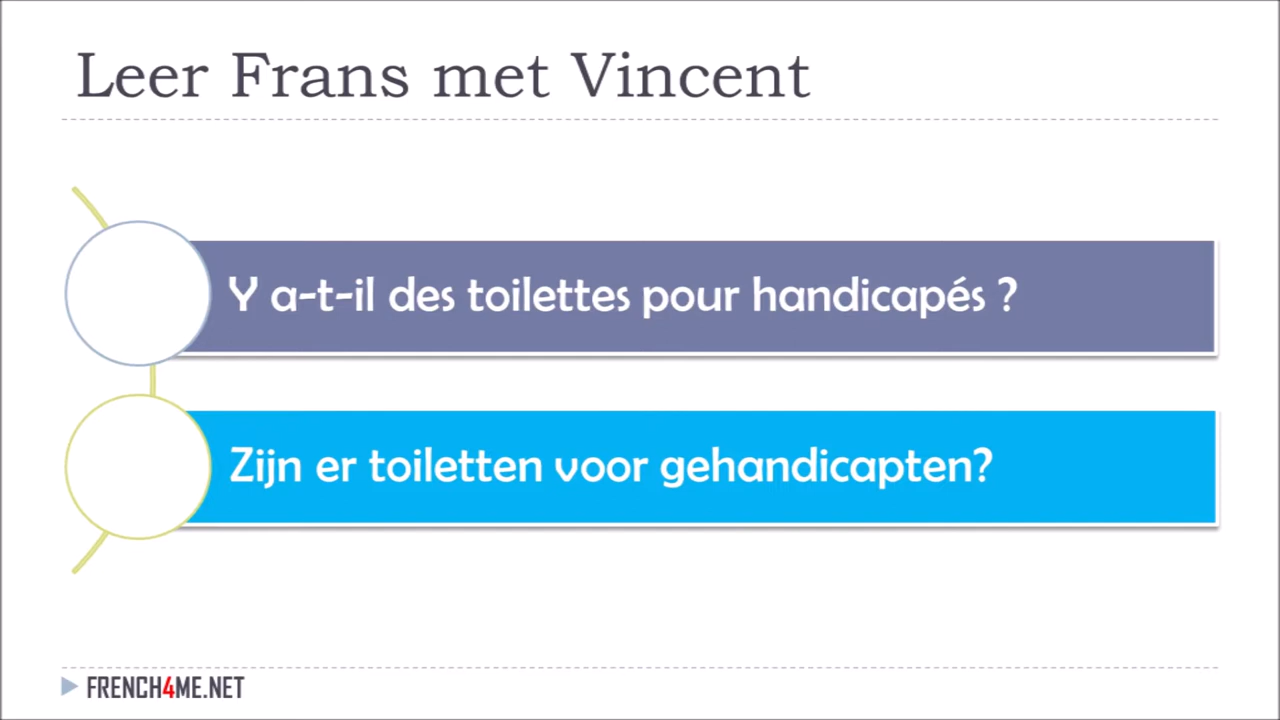 Leer Frans met Vincent
Y a-t-il des toilettes pour handicapés ?
Zijn er toiletten voor gehandicapten?
FRENCH4ME.NET